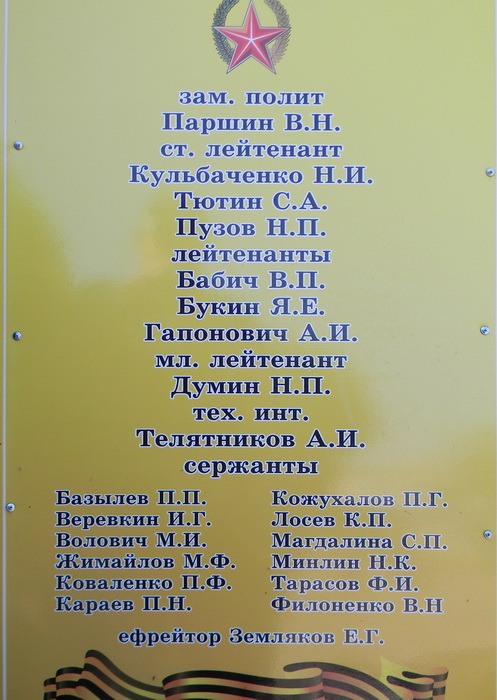 зам. полит
Паршин В.Н.
ст. лейтенант
Кульбаченко Н.И.
Тютин С.А.
Пузов Н.П.
лейтенанты
Бабич В.П.
Букин Я.Е.
Гапонович А.И.
мл. лейтенант
Думин Н.П.
тех. инт.
Телятников А.И.
сержанты
Базылев П.П.
Веревкин И.Г.
Волович М.И.
Жимайлов М.Ф.
Коваленко П.Ф.
Караев П.Н.
Кожухалов П.Г.
Лосев К.П.
Магдалина С.П.
Минлин Н.К.
Тарасов Ф.И.
Филоненко В.Н
ефрейтор Земляков Е.Г.